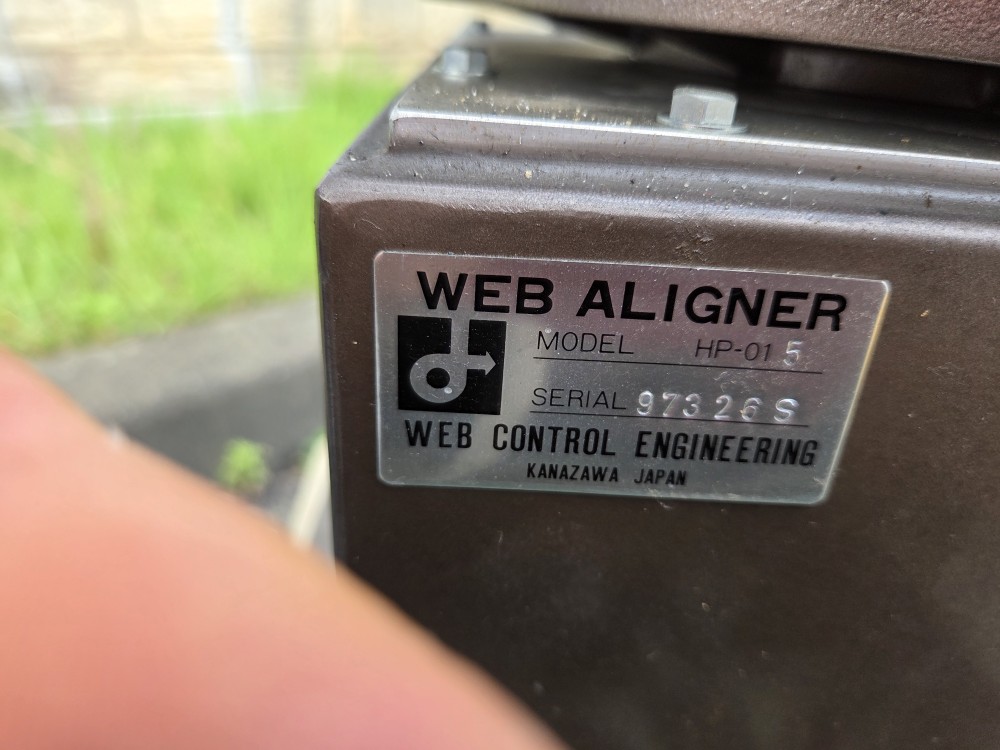 WEB ALIGNER
MODEL HP-01 5
SERIAL 97326S
WEB CONTROL ENGINEERING
KANAZAWA JAPAN